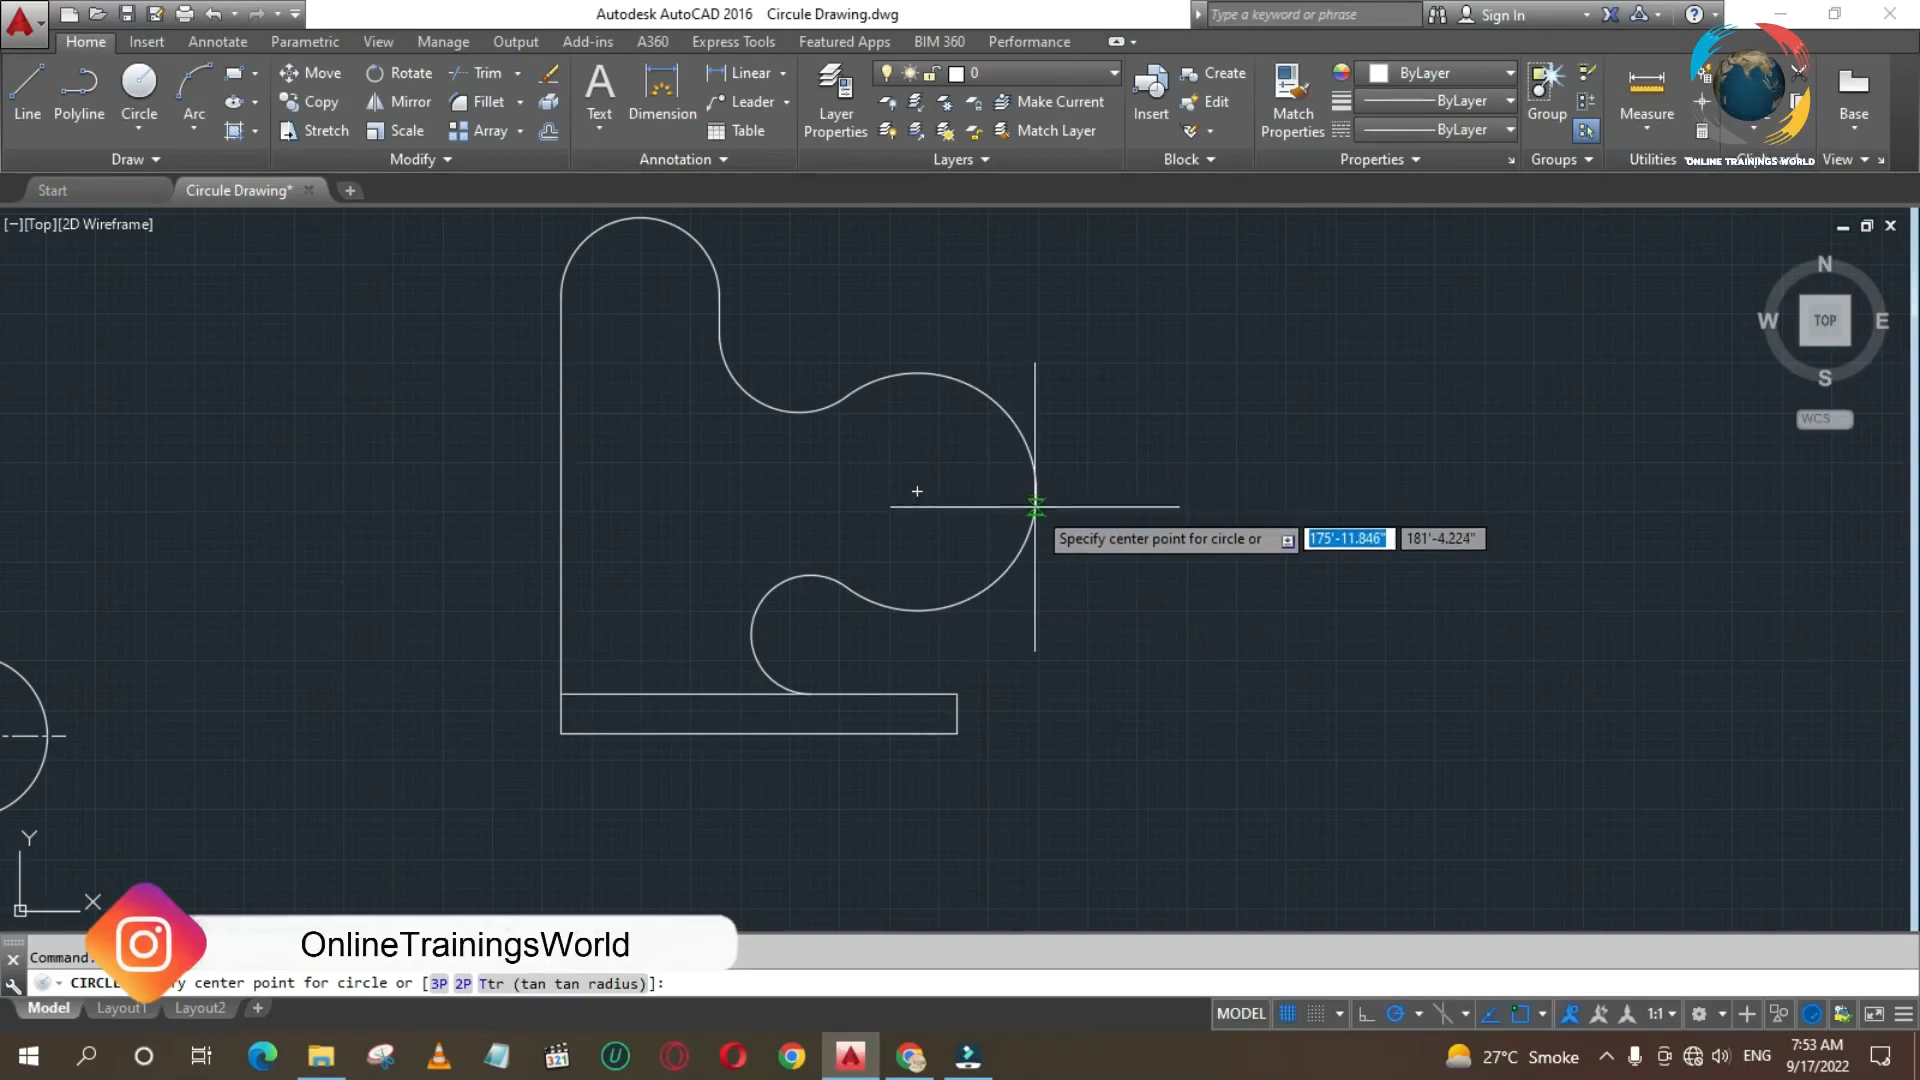 Autodesk AutoCAD 2016 Circule Drawing.dwg
Type a keyword or phrase
Sign In
Home Insert Annotate Parametric View Manage Output Add-ins A360 Express Tools Featured Apps BIM 360 Performance
Line Polyline Circle Arc
Move Rotate Trim
Copy Mirror Fillet
Stretch Scale Array
Text Dimension
Linear
Leader
Table
Layer Properties
0
Make Current
Match Layer
Insert
Create
Edit
Match Properties
ByLayer
ByLayer
ByLayer
Group
Measure
Base
ONLINE TRAININGS WORLD
Draw Modify Annotation Layers Block Properties Groups Utilities View
Start Circule Drawing*
[−][Top][2D Wireframe]
N
W TOP E
S
WCS
Specify center point for circle or 175'-11.846" 181'-4.224"
Y
X
OnlineTrainingsWorld
Command:
CIRCLE center point for circle or [3P 2P Ttr (tan tan radius)]:
Model Layout1 Layout2
MODEL 1:1
321
27°C Smoke
ENG
7:53 AM
9/17/2022